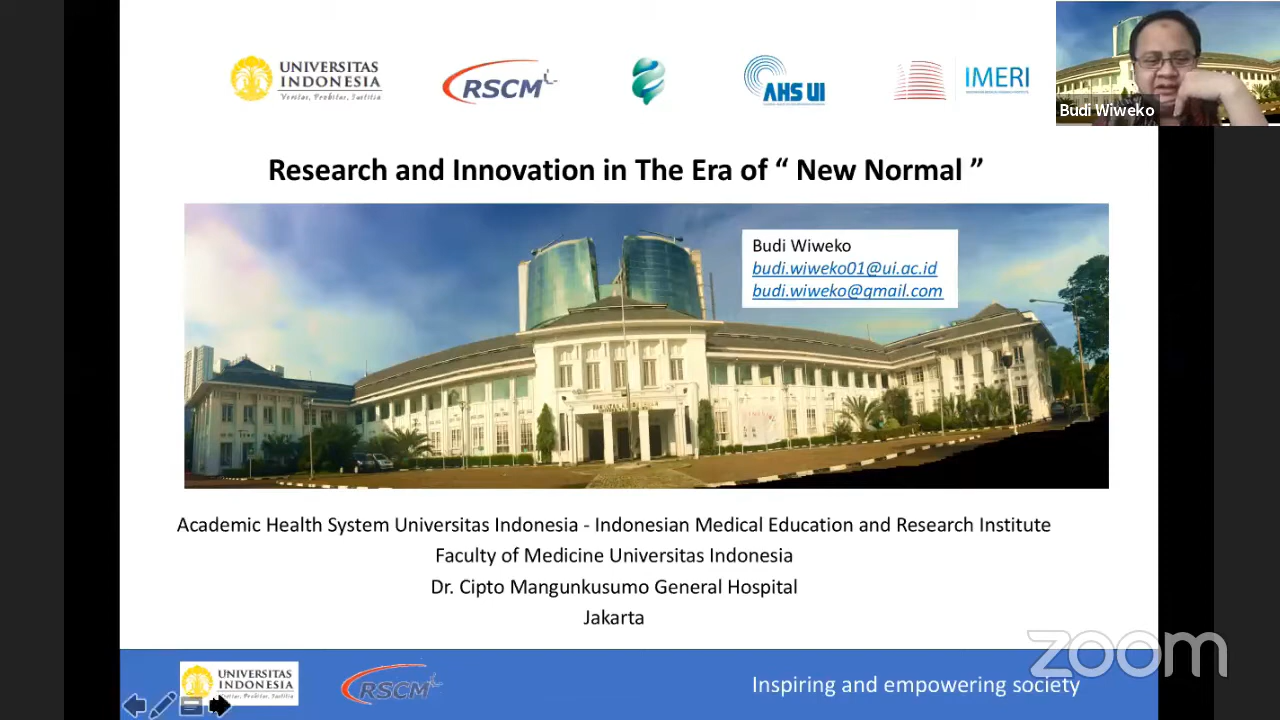 UNIVERSITAS
INDONESIA
Veritas, Probitas, Iustitia
RSCM
AHS UI
IMERI
Budi Wiweko
Research and Innovation in The Era of “ New Normal ”
Budi Wiweko
budi.wiweko01@ui.ac.id
budi.wiweko@gmail.com
Academic Health System Universitas Indonesia - Indonesian Medical Education and Research Institute
Faculty of Medicine Universitas Indonesia
Dr. Cipto Mangunkusumo General Hospital
Jakarta
zoom
UNIVERSITAS
INDONESIA
Veritas, Probitas, Iustitia
RSCM
Inspiring and empowering society